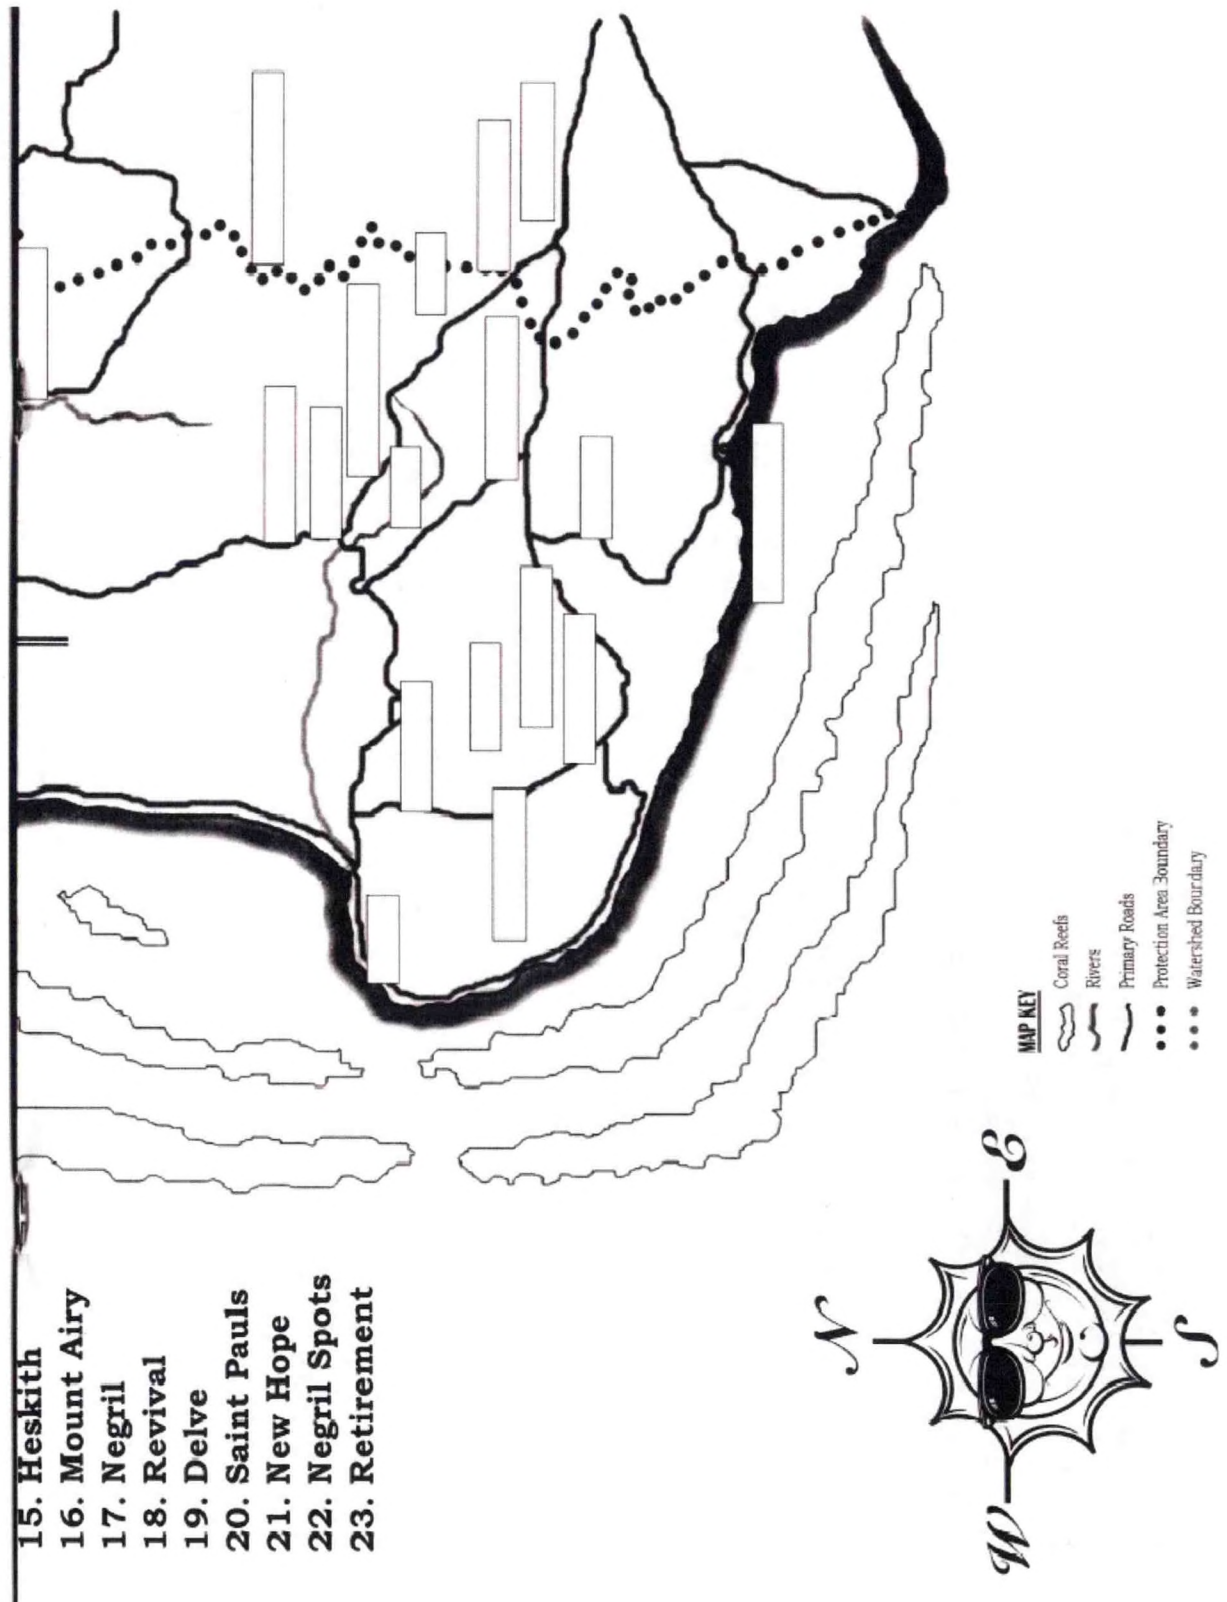 15. Heskith
16. Mount Airy
17. Negril
18. Revival
19. Delve
20. Saint Pauls
21. New Hope
22. Negril Spots
23. Retirement
MAP KEY
Coral Reefs
Rivers
Primary Roads
Protection Area Boundary
Watershed Boundary
N
W
E
S